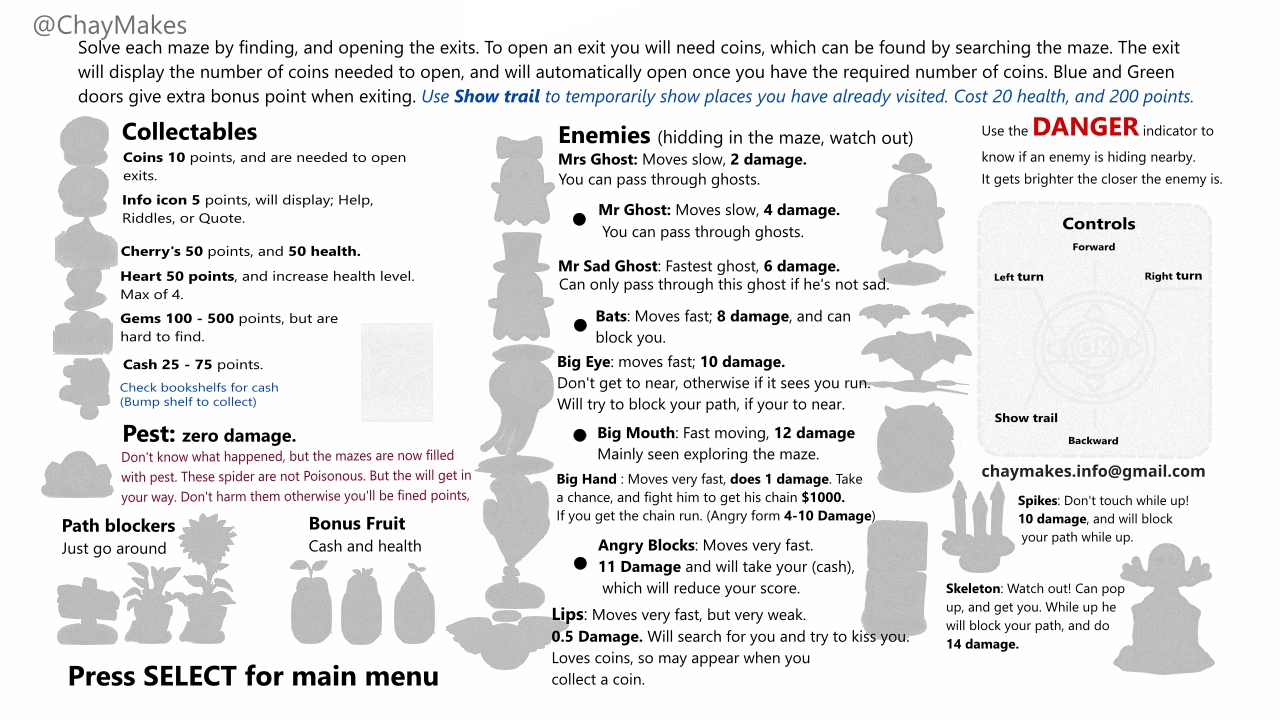 @ChayMakes
Solve each maze by finding, and opening the exits. To open an exit you will need coins, which can be found by searching the maze. The exit
will display the number of coins needed to open, and will automatically open once you have the required number of coins. Blue and Green
doors give extra bonus point when exiting. Use Show trail to temporarily show places you have already visited. Cost 20 health, and 200 points.
Collectables
Coins 10 points, and are needed to open
exits.
Info icon 5 points, will display; Help,
Riddles, or Quote.
Cherry's 50 points, and 50 health.
Heart 50 points, and increase health level.
Max of 4.
Gems 100 - 500 points, but are
hard to find.
Cash 25 - 75 points.
Check bookshelfs for cash
(Bump shelf to collect)
Pest: zero damage.
Don't know what happened, but the mazes are now filled
with pest. These spider are not Poisonous. But the will get in
your way. Don't harm them otherwise you'll be fined points,
Path blockers
Just go around
Bonus Fruit
Cash and health
Press SELECT for main menu
Enemies (hidding in the maze, watch out)
Mrs Ghost: Moves slow, 2 damage.
You can pass through ghosts.
● Mr Ghost: Moves slow, 4 damage.
You can pass through ghosts.
Mr Sad Ghost: Fastest ghost, 6 damage.
Can only pass through this ghost if he's not sad.
● Bats: Moves fast; 8 damage, and can
block you.
Big Eye: moves fast; 10 damage.
Don't get to near, otherwise if it sees you run.
Will try to block your path, if your to near.
● Big Mouth: Fast moving, 12 damage
Mainly seen exploring the maze.
Big Hand : Moves very fast, does 1 damage. Take
a chance, and fight him to get his chain $1000.
If you get the chain run. (Angry form 4-10 Damage)
● Angry Blocks: Moves very fast.
11 Damage and will take your (cash),
which will reduce your score.
Lips: Moves very fast, but very weak.
0.5 Damage. Will search for you and try to kiss you.
Loves coins, so may appear when you
collect a coin.
Use the DANGER indicator to
know if an enemy is hiding nearby.
It gets brighter the closer the enemy is.
Controls
Forward
Left turn
Right turn
Show trail
Backward
chaymakes.info@gmail.com
Spikes: Don't touch while up!
10 damage, and will block
your path while up.
Skeleton: Watch out! Can pop
up, and get you. While up he
will block your path, and do
14 damage.